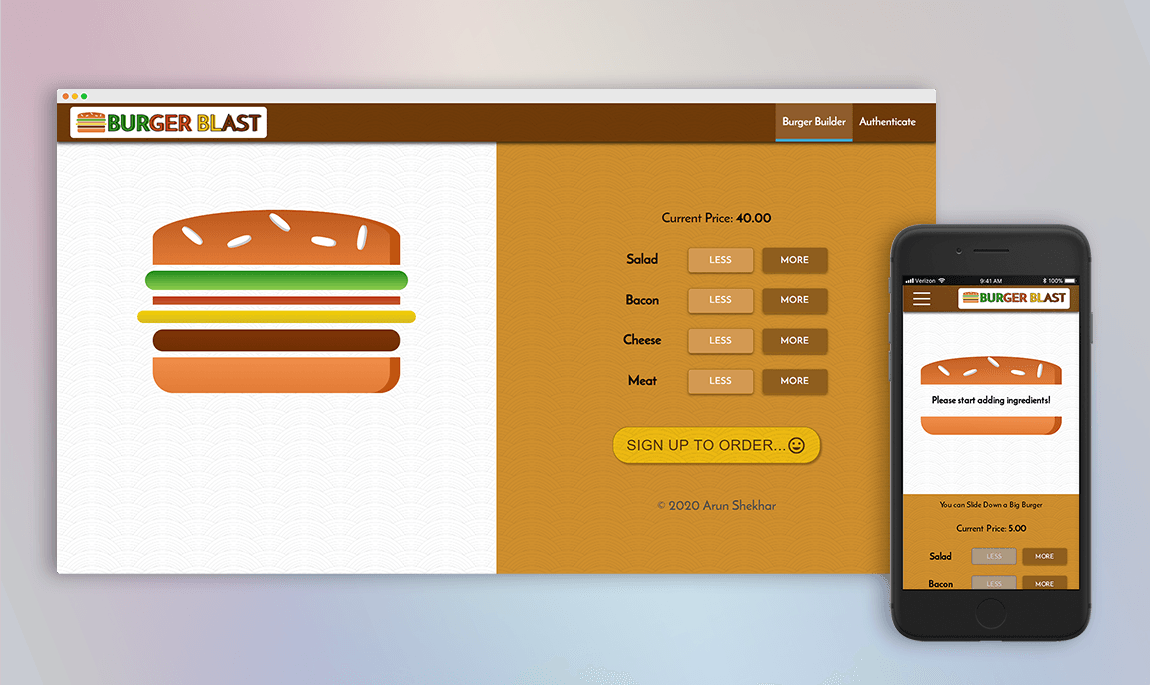 BURGER BLAST
Burger Builder Authenticate
Current Price: 40.00
Salad LESS MORE
Bacon LESS MORE
Cheese LESS MORE
Meat LESS MORE
SIGN UP TO ORDER...
© 2020 Arun Shekhar
Verizon 9:41 AM 100%
BURGER BLAST
Please start adding ingredients!
You can Slide Down a Big Burger
Current Price: 5.00
Salad LESS MORE
Bacon LESS MORE